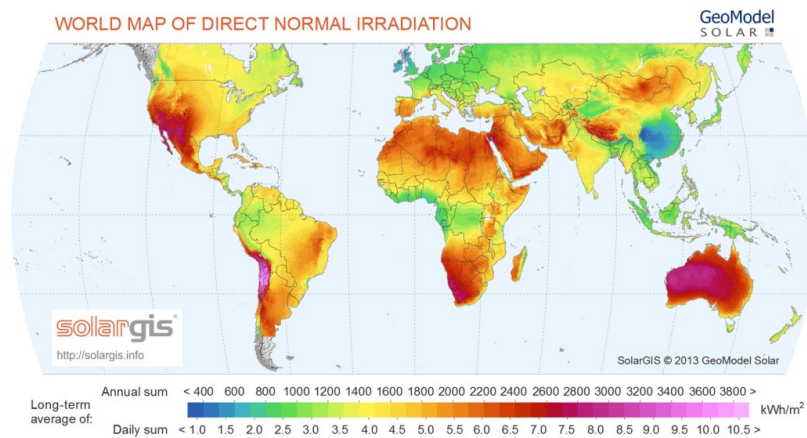 WORLD MAP OF DIRECT NORMAL IRRADIATION
GeoModel
SOLAR
solargis
http://solargis.info
SolarGIS © 2013 GeoModel Solar
Long-term
average of:
Annual sum < 400 600 800 1000 1200 1400 1600 1800 2000 2200 2400 2600 2800 3000 3200 3400 3600 3800 >
Daily sum < 1.0 1.5 2.0 2.5 3.0 3.5 4.0 4.5 5.0 5.5 6.0 6.5 7.0 7.5 8.0 8.5 9.0 9.5 10.0 10.5 >
kWh/m²